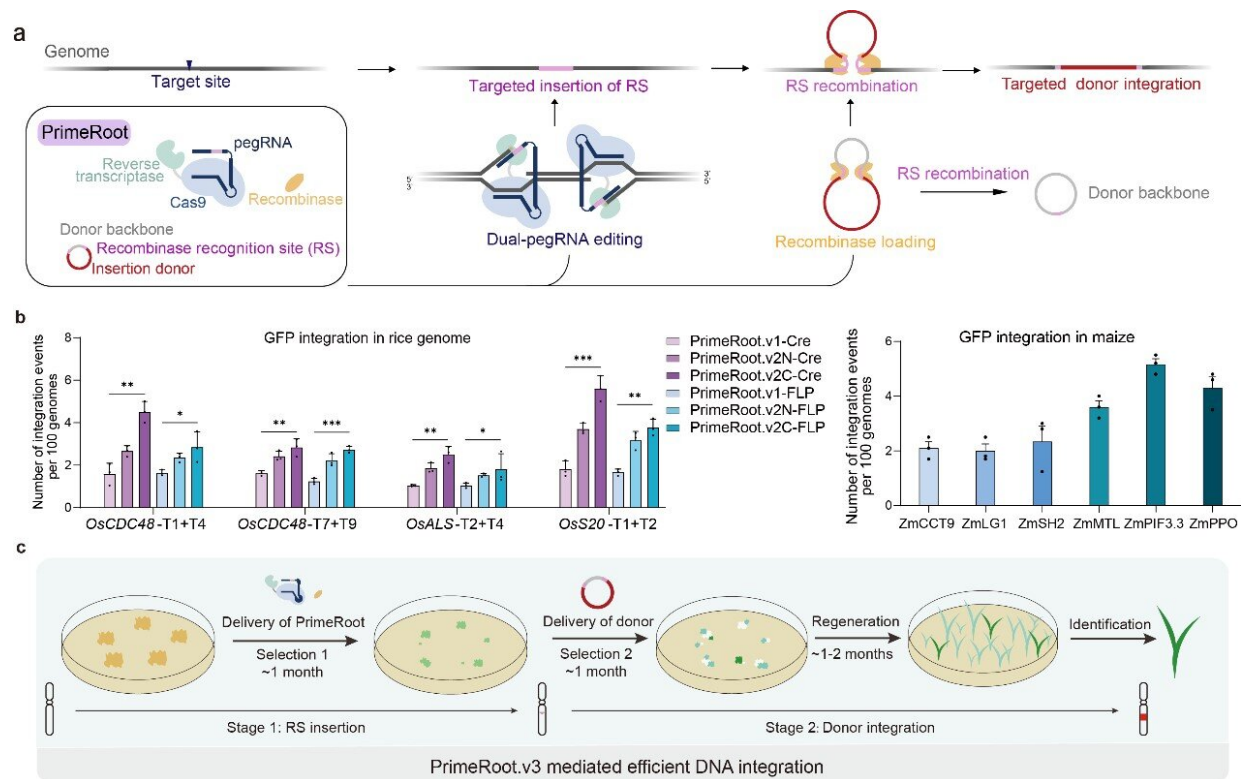 a
Genome
Target site
Targeted insertion of RS
RS recombination
Targeted donor integration
PrimeRoot
pegRNA
Reverse
transcriptase
Cas9
Recombinase
Donor backbone
Recombinase recognition site (RS)
Insertion donor
5'
3'
3'
5'
Dual-pegRNA editing
RS recombination
Recombinase loading
Donor backbone
b
GFP integration in rice genome
Number of integration events
per 100 genomes
8
6
4
2
0
**
*
**
***
**
*
***
**
OsCDC48-T1+T4
OsCDC48-T7+T9
OsALS-T2+T4
OsS20-T1+T2
PrimeRoot.v1-Cre
PrimeRoot.v2N-Cre
PrimeRoot.v2C-Cre
PrimeRoot.v1-FLP
PrimeRoot.v2N-FLP
PrimeRoot.v2C-FLP
GFP integration in maize
Number of integration events
per 100 genomes
6
4
2
0
ZmCCT9
ZmLG1
ZmSH2
ZmMTL
ZmPIF3.3
ZmPPO
c
Delivery of PrimeRoot
Selection 1
~1 month
Delivery of donor
Selection 2
~1 month
Regeneration
~1-2 months
Identification
Stage 1: RS insertion
Stage 2: Donor integration
PrimeRoot.v3 mediated efficient DNA integration